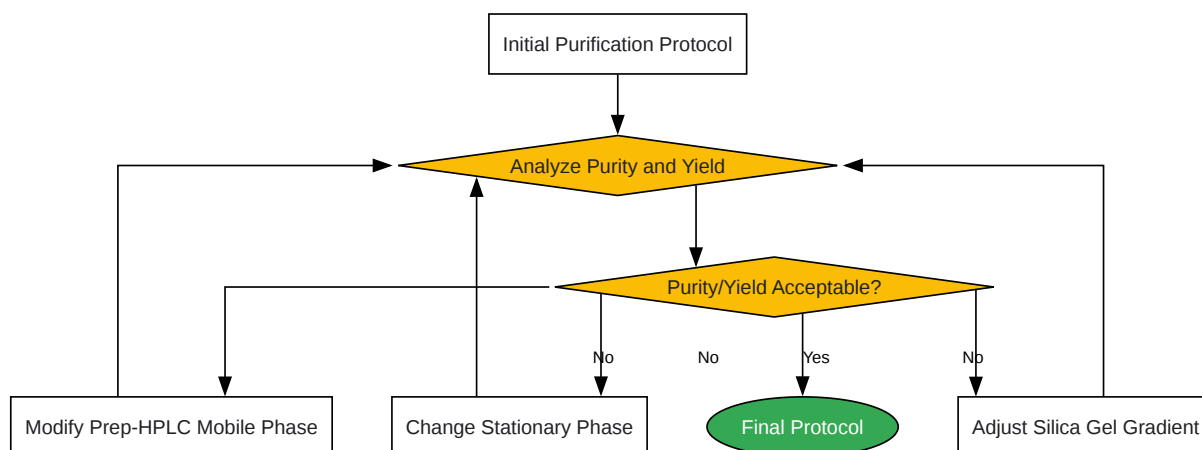 Initial Purification Protocol
Analyze Purity and Yield
Purity/Yield Acceptable?
No
No
Yes
No
Modify Prep-HPLC Mobile Phase
Change Stationary Phase
Final Protocol
Adjust Silica Gel Gradient